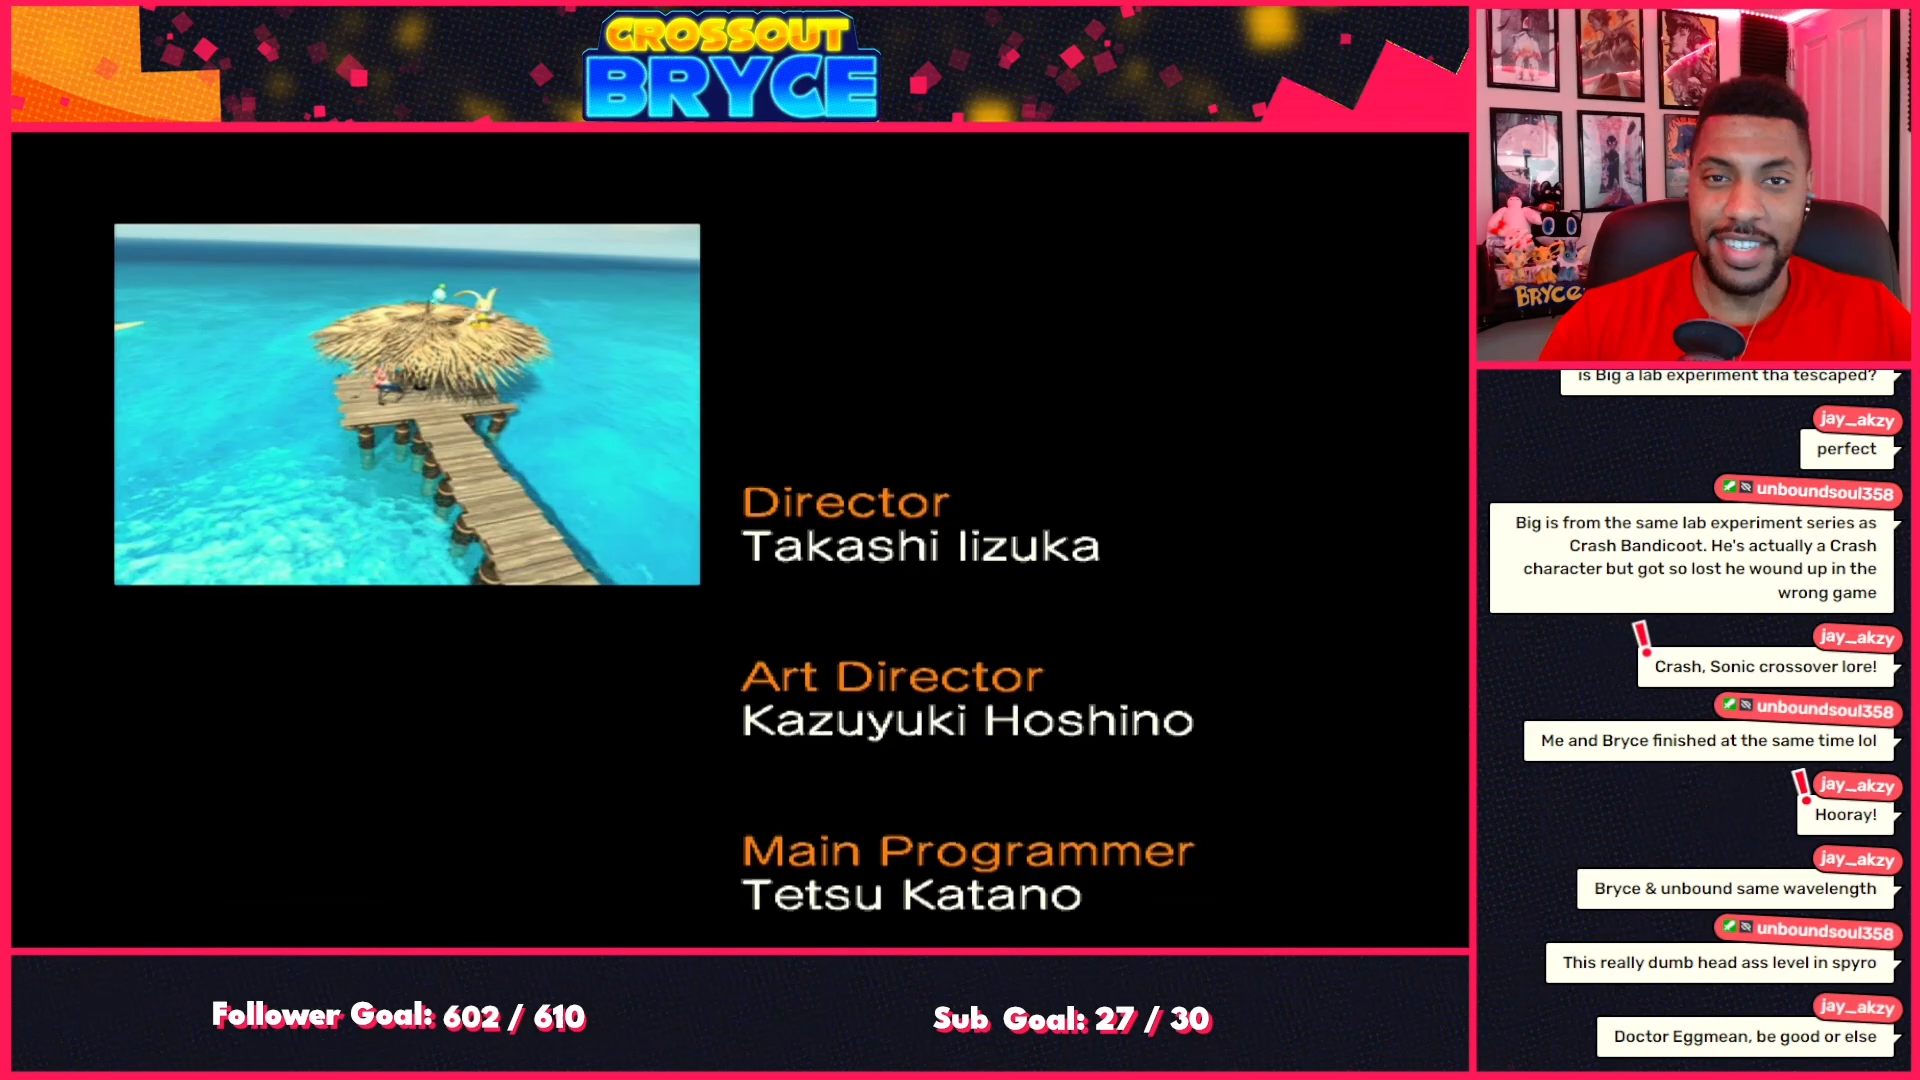 CROSSOUT
BRYCE
Director
Takashi Iizuka
Art Director
Kazuyuki Hoshino
Main Programmer
Tetsu Katano
Follower Goal: 602 / 610
Sub Goal: 27 / 30
BRYCE
is Big a lab experiment tha tescaped?
jay_akzy
perfect
unboundsoul358
Big is from the same lab experiment series as
Crash Bandicoot. He's actually a Crash
character but got so lost he wound up in the
wrong game
jay_akzy
Crash, Sonic crossover lore!
unboundsoul358
Me and Bryce finished at the same time lol
jay_akzy
Hooray!
jay_akzy
Bryce & unbound same wavelength
unboundsoul358
This really dumb head ass level in spyro
jay_akzy
Doctor Eggmean, be good or else